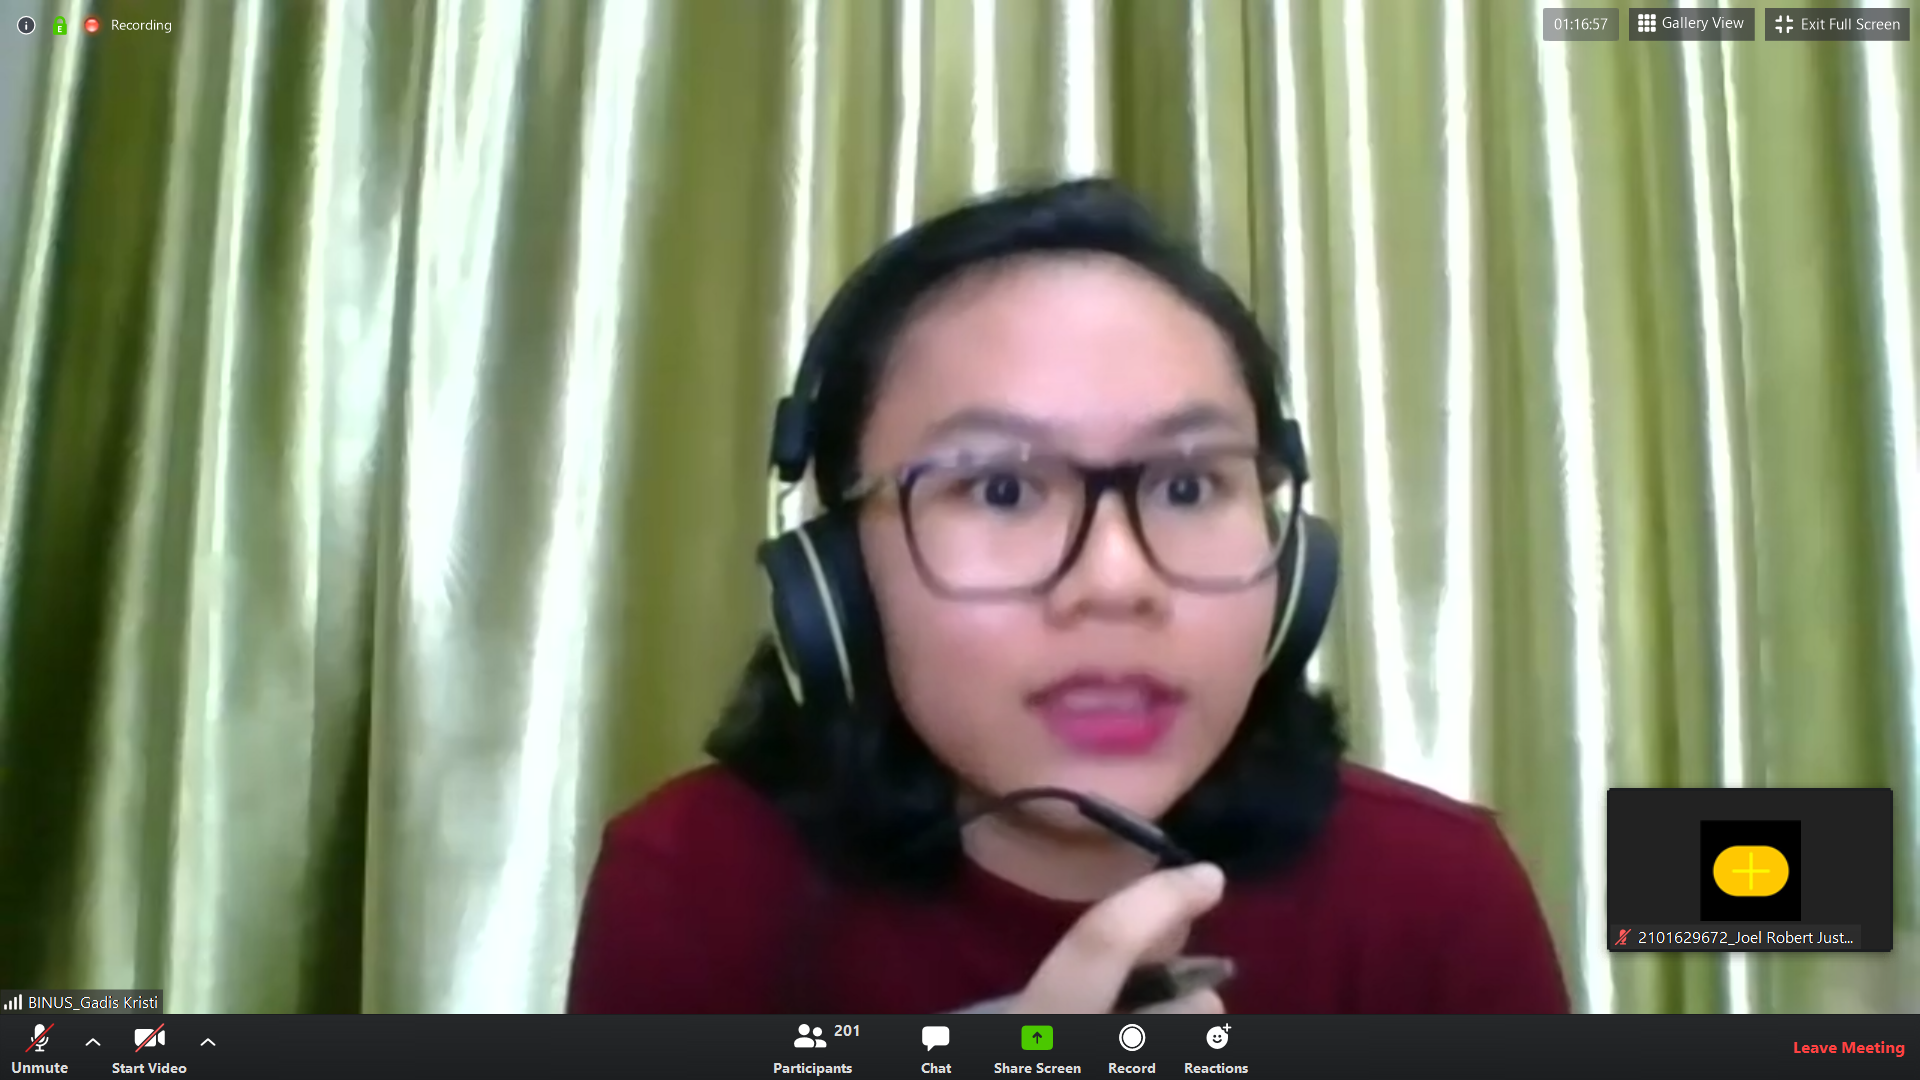 Recording
01:16:57
Gallery View
Exit Full Screen
2101629672_Joel Robert Just...
BINUS_Gadis Kristi
Unmute
Start Video
201
Participants
Chat
Share Screen
Record
Reactions
Leave Meeting